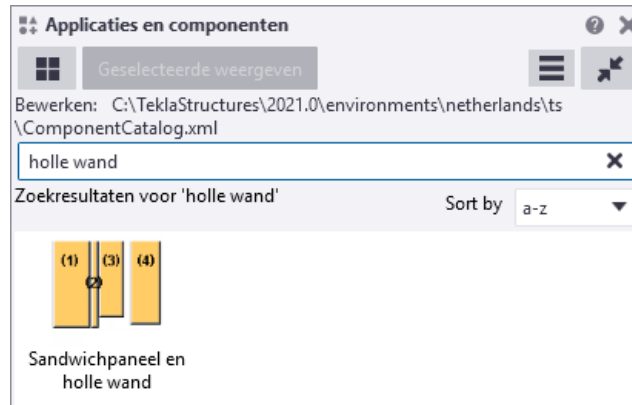 Applicaties en componenten
Geselecteerde weergeven
Bewerken: C:\TeklaStructures\2021.0\environments\netherlands\ts
\ComponentCatalog.xml
holle wand
Zoekresultaten voor 'holle wand'
Sort by a-z
(1) (2) (3) (4)
Sandwichpaneel en
holle wand